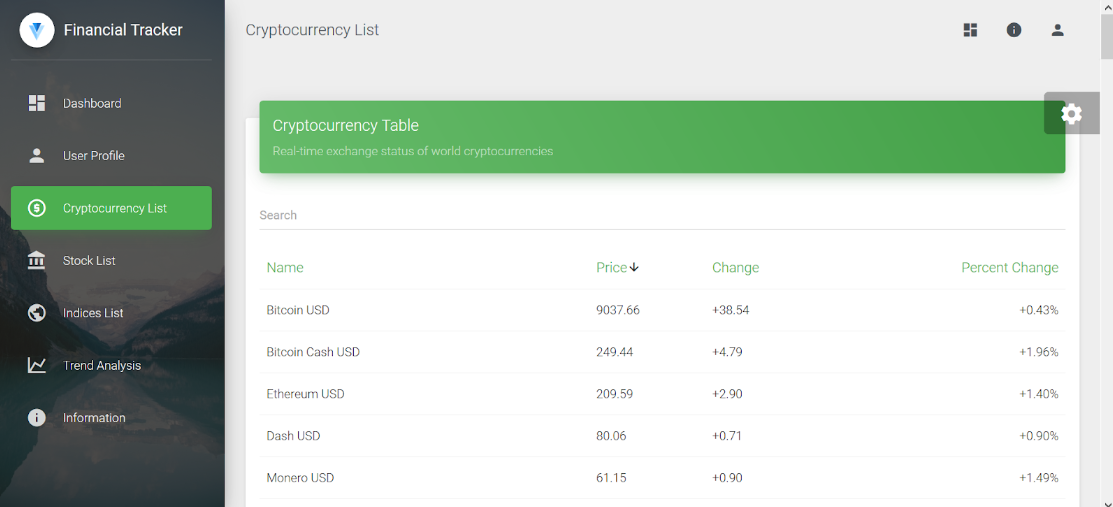 Financial Tracker
Dashboard
User Profile
Cryptocurrency List
Stock List
Indices List
Trend Analysis
Information
Cryptocurrency List
Cryptocurrency Table
Real-time exchange status of world cryptocurrencies
Search
Name Price Change Percent Change
Bitcoin USD 9037.66 +38.54 +0.43%
Bitcoin Cash USD 249.44 +4.79 +1.96%
Ethereum USD 209.59 +2.90 +1.40%
Dash USD 80.06 +0.71 +0.90%
Monero USD 61.15 +0.90 +1.49%